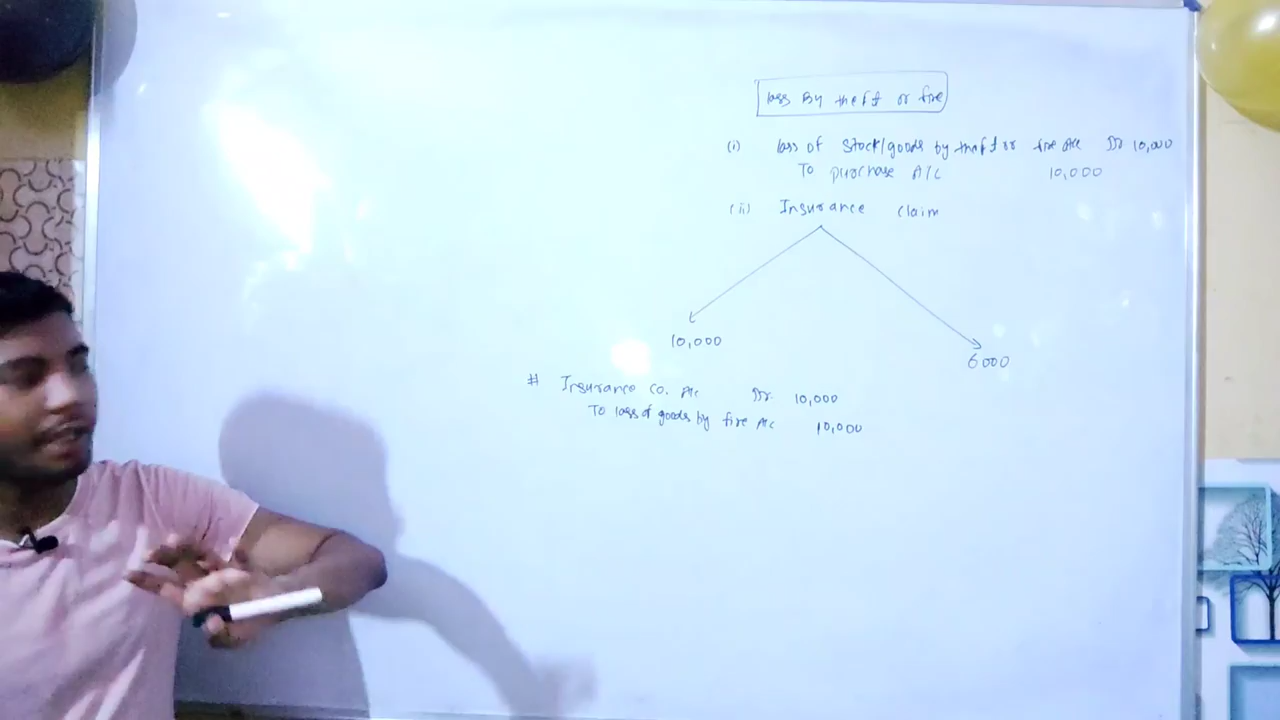 loss By theft or fire
(i) loss of stock/goods by theft or fire A/c Dr 10,000
To purchase A/C 10,000
(ii) Insurance claim
10,000
6000
# Insurance Co. A/c Dr. 10,000
To loss of goods by fire A/c 10,000